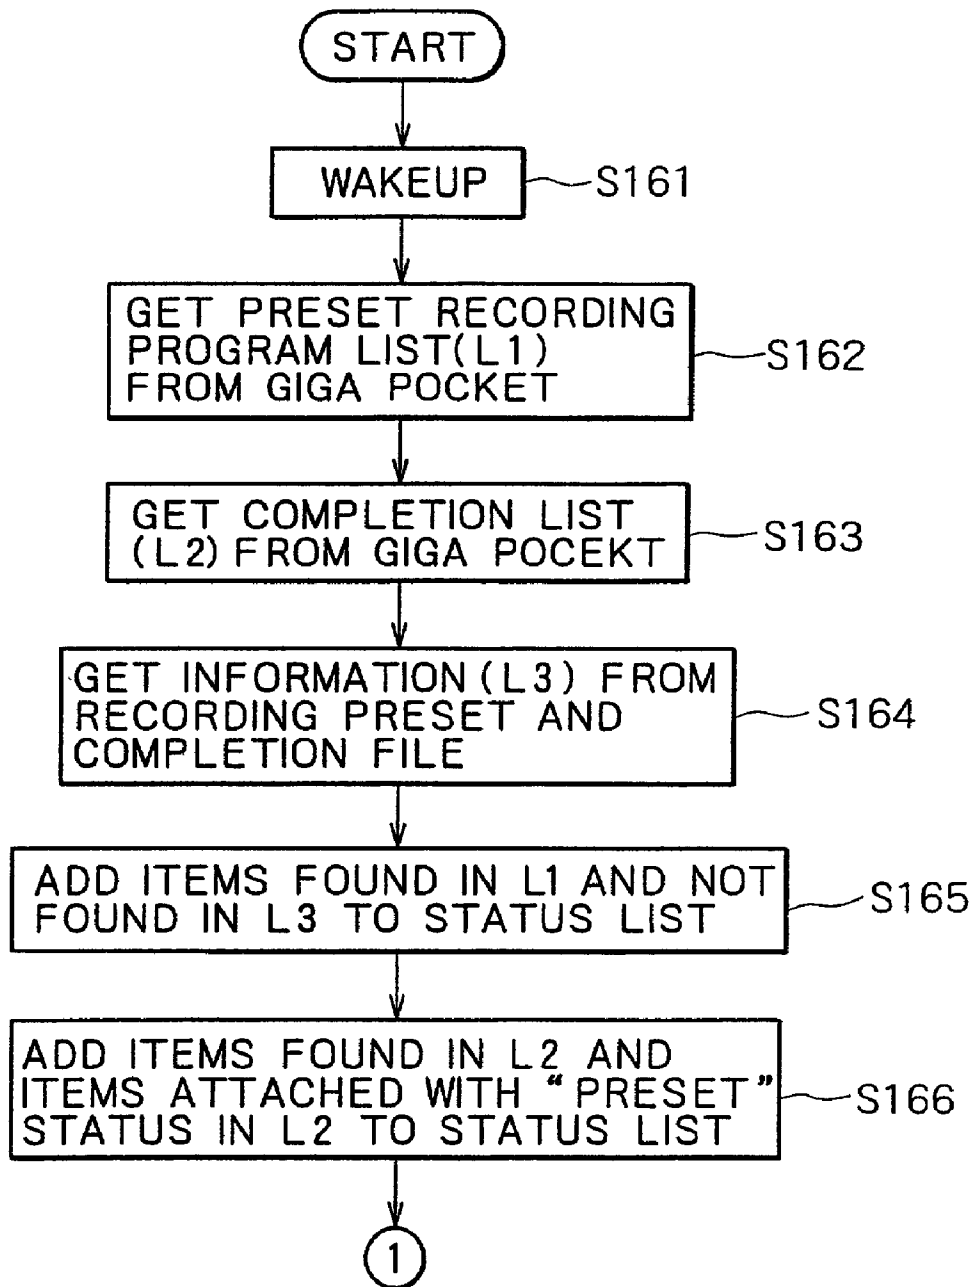 START
WAKEUP
S161
GET PRESET RECORDING
PROGRAM LIST(L1)
FROM GIGA POCKET
S162
GET COMPLETION LIST
(L2) FROM GIGA POCEKT
S163
GET INFORMATION (L3) FROM
RECORDING PRESET AND
COMPLETION FILE
S164
ADD ITEMS FOUND IN L1 AND NOT
FOUND IN L3 TO STATUS LIST
S165
ADD ITEMS FOUND IN L2 AND
ITEMS ATTACHED WITH “PRESET”
STATUS IN L2 TO STATUS LIST
S166
1